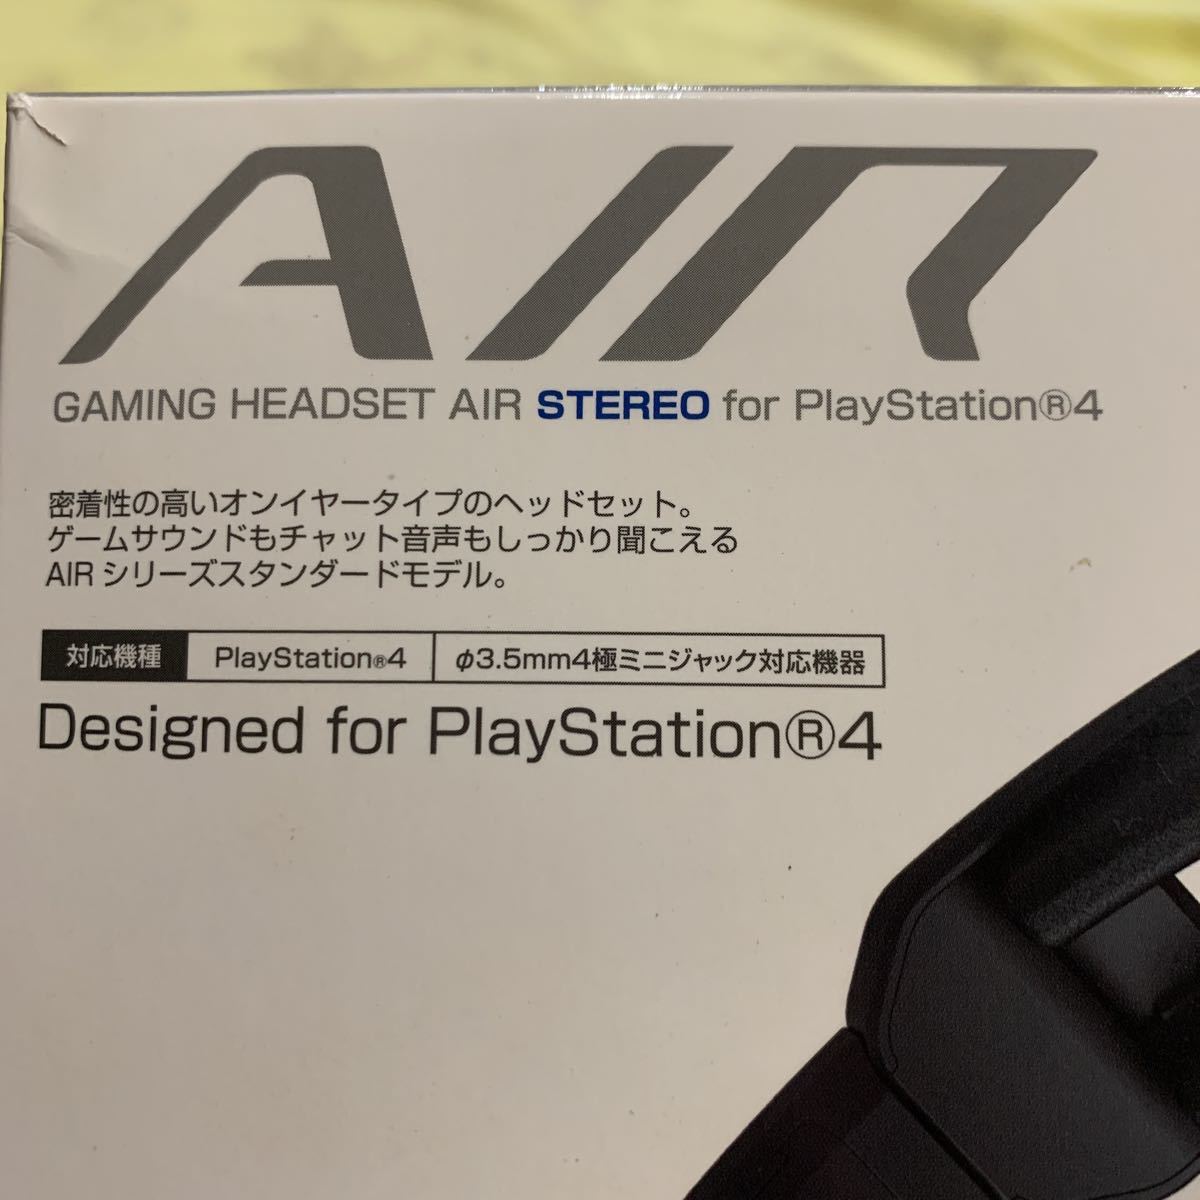 AIR
GAMING HEADSET AIR STEREO for PlayStation®4
密着性の高いオンイヤータイプのヘッドセット。
ゲームサウンドもチャット音声もしっかり聞こえる
AIRシリーズスタンダードモデル。
対応機種 PlayStation®4 φ3.5mm4極ミニジャック対応機器
Designed for PlayStation®4